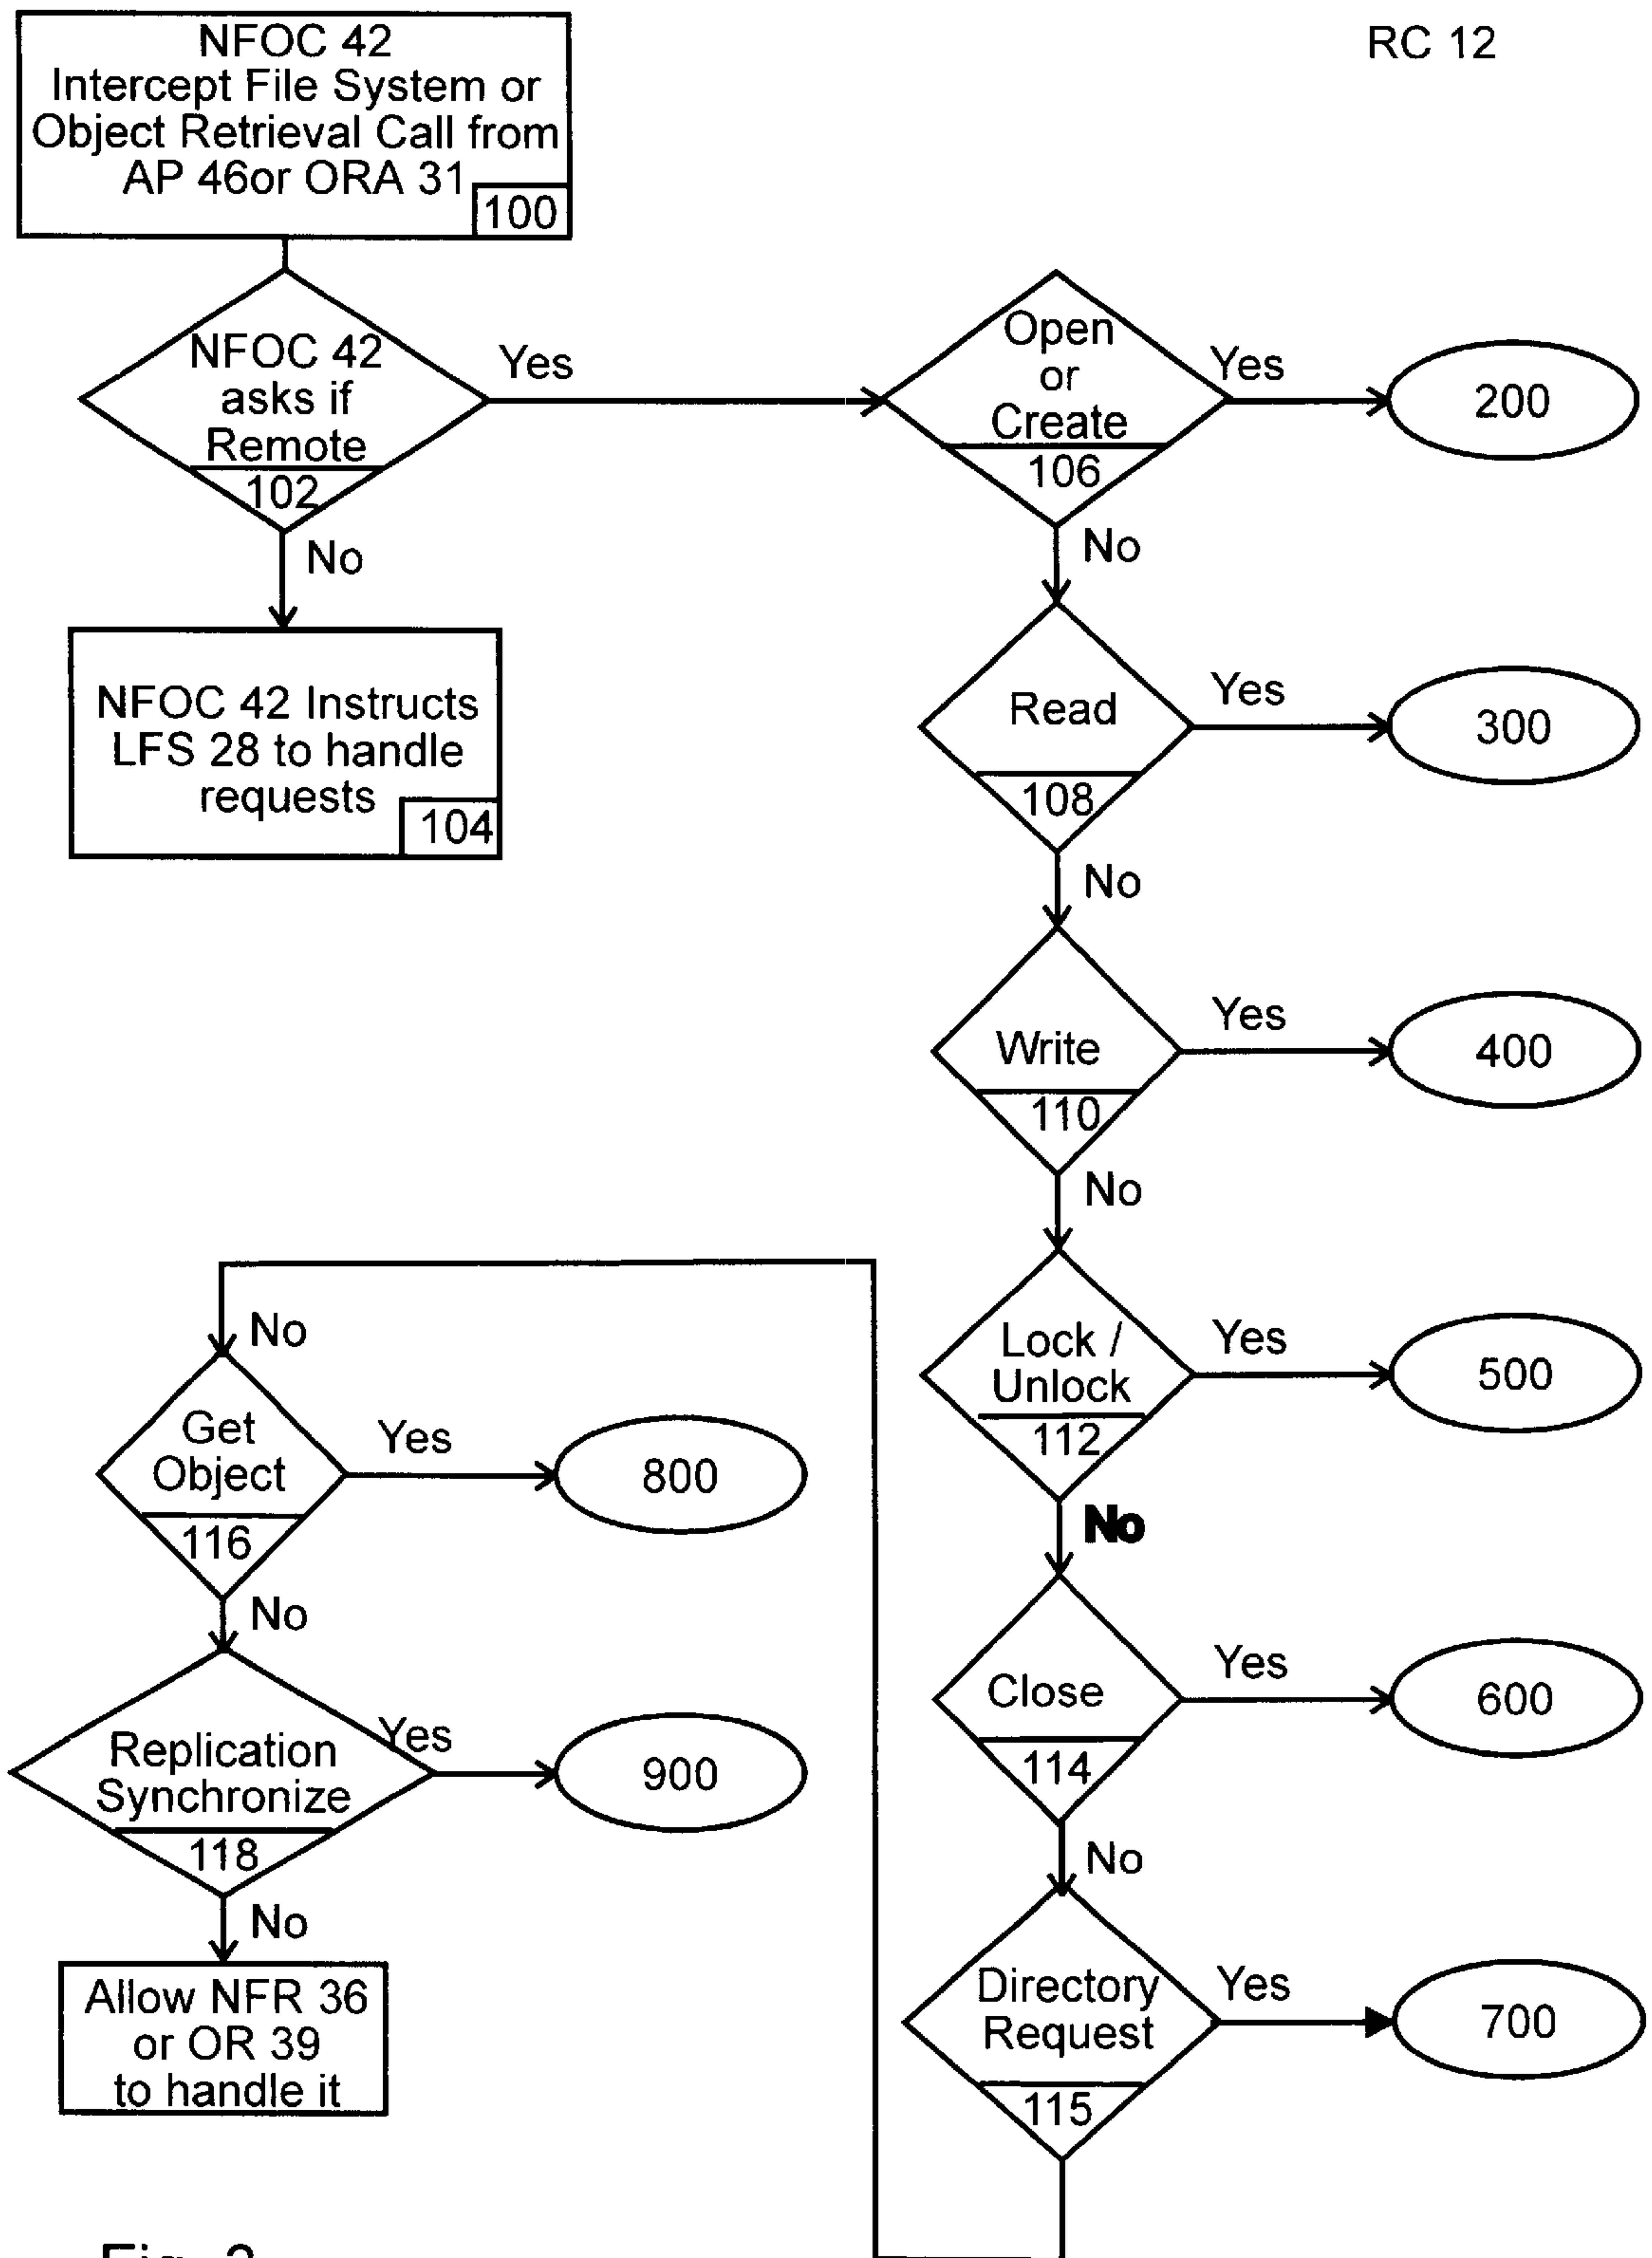 RC 12
NFOC 42
Intercept File System or
Object Retrieval Call from
AP 46or ORA 31
100
NFOC 42
asks if
Remote
102
Yes
No
NFOC 42 Instructs
LFS 28 to handle
requests
104
Open
or
Create
106
Yes
200
No
Read
108
Yes
300
No
Write
110
Yes
400
No
Lock /
Unlock
112
Yes
500
No
Close
114
Yes
600
No
Directory
Request
115
Yes
700
No
Get
Object
116
Yes
800
No
Replication
Synchronize
118
Yes
900
No
Allow NFR 36
or OR 39
to handle it